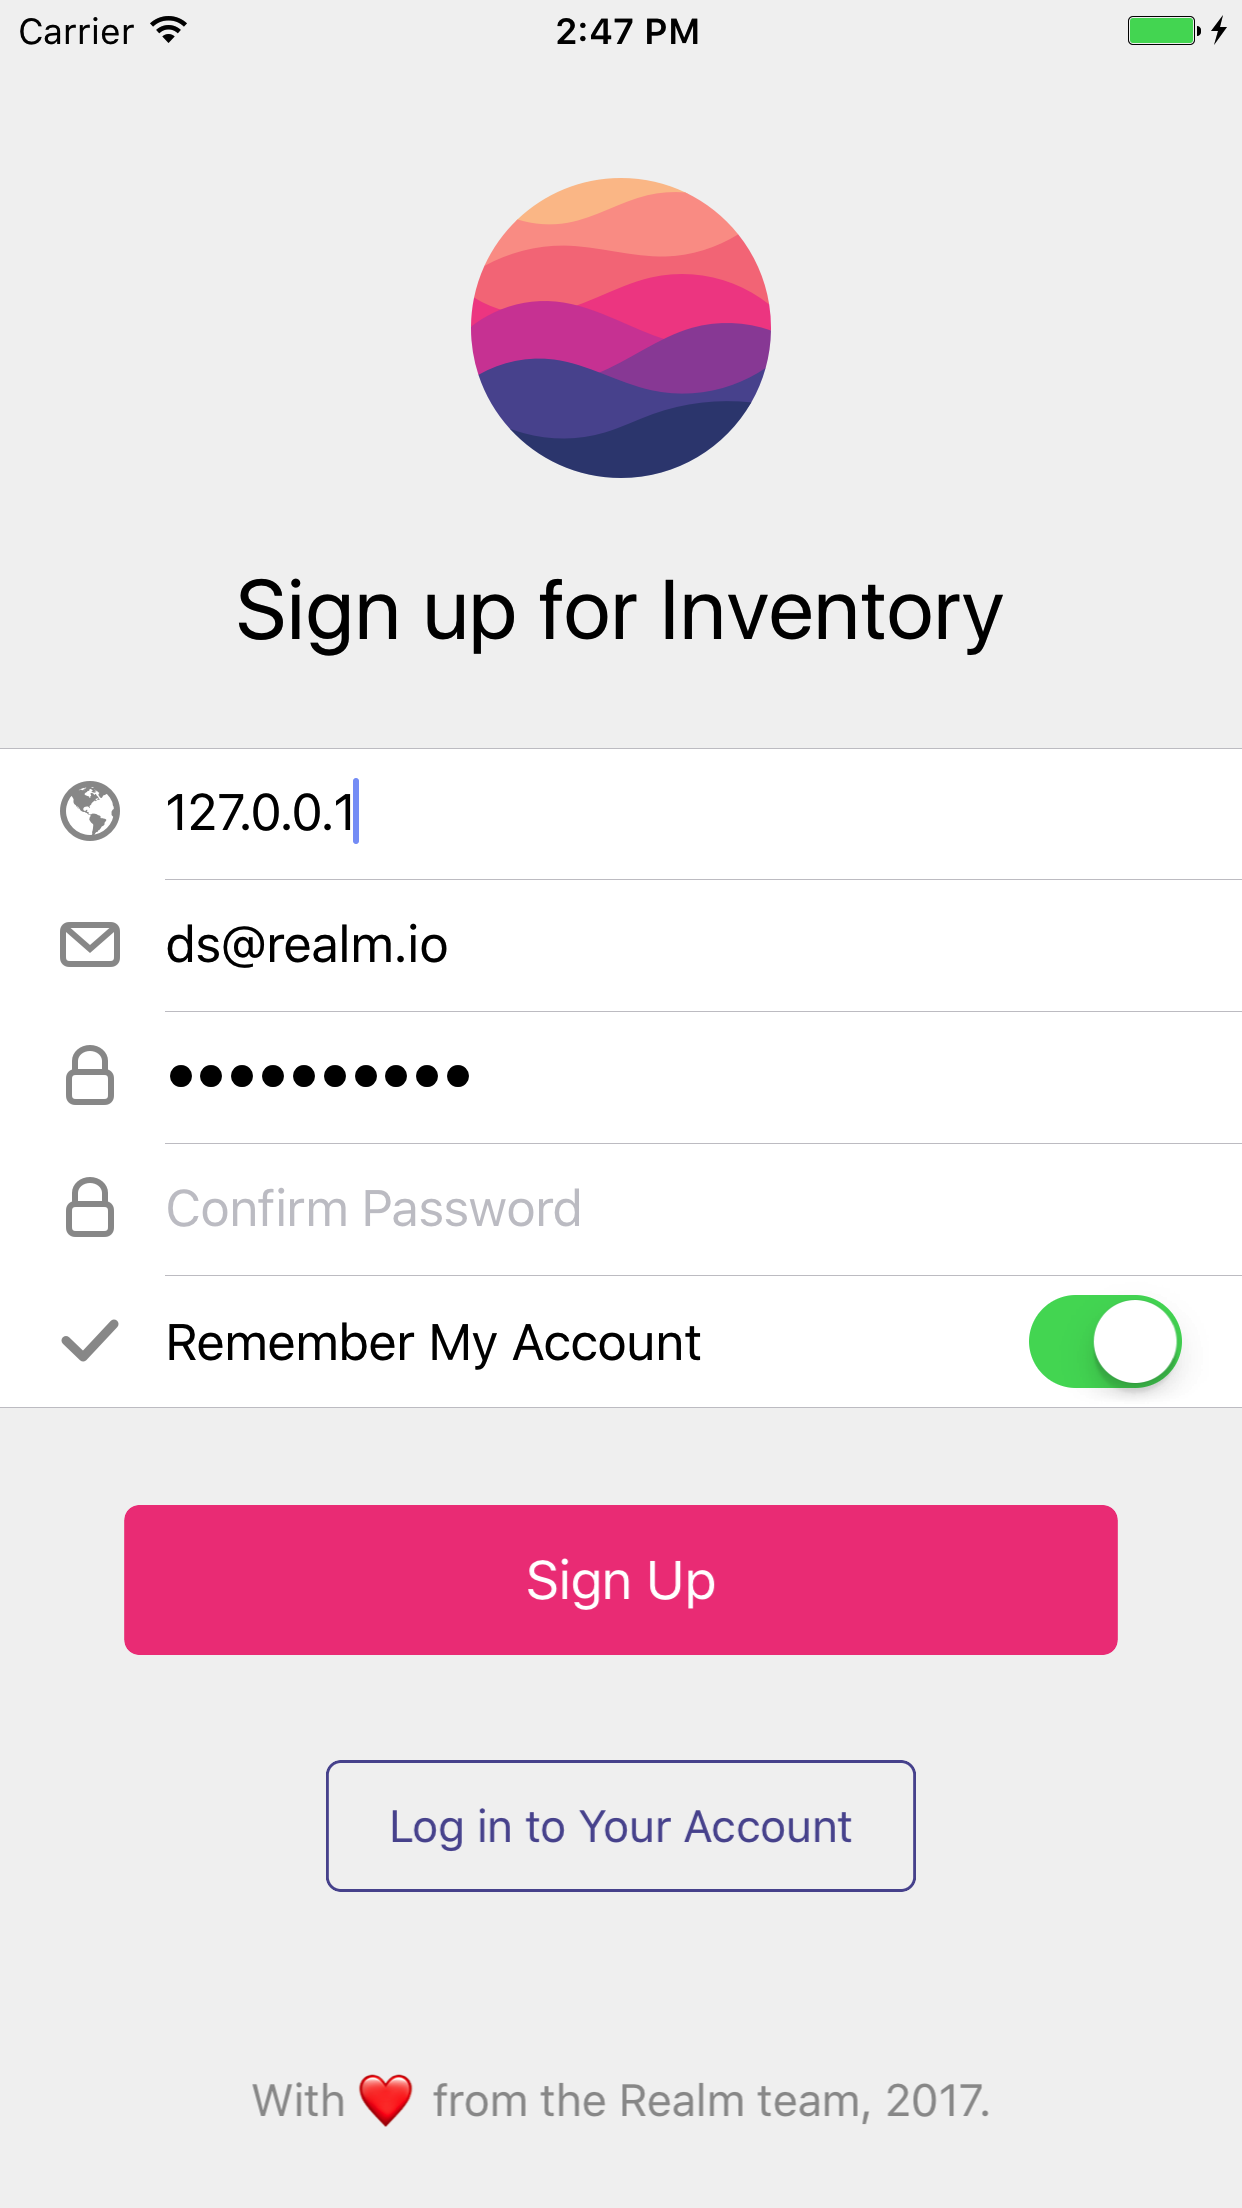 Carrier 2:47 PM
Sign up for Inventory
127.0.0.1
ds@realm.io
••••••••••
Confirm Password
Remember My Account
Sign Up
Log in to Your Account
With ❤️ from the Realm team, 2017.